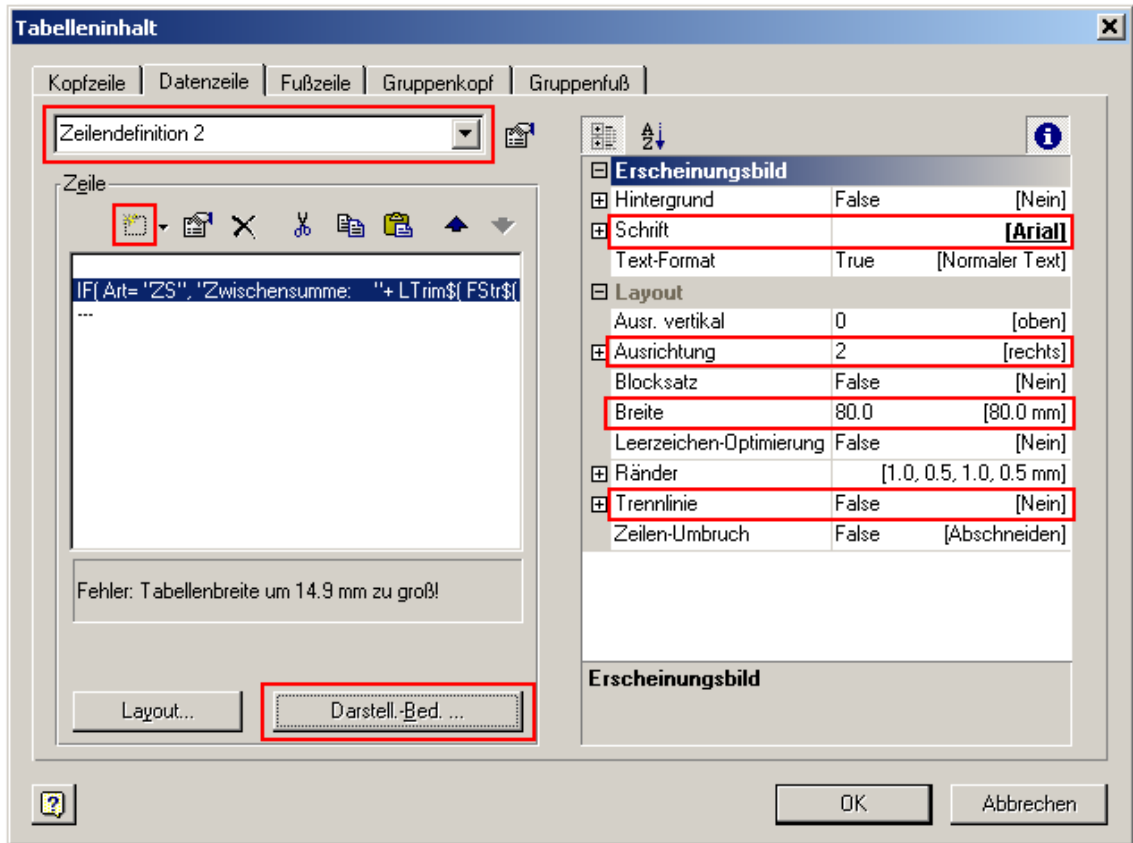 Tabelleninhalt
Kopfzeile Datenzeile Fußzeile Gruppenkopf Gruppenfuß
Zeilendefinition 2
Zeile
IF( Art= "ZS", "Zwischensumme: "+ LTrim$( FStr$(
---
Fehler: Tabellenbreite um 14.9 mm zu groß!
Layout... Darstell.-Bed. ...
Erscheinungsbild
Hintergrund False [Nein]
Schrift [Arial]
Text-Format True [Normaler Text]
Layout
Ausr. vertikal 0 [oben]
Ausrichtung 2 [rechts]
Blocksatz False [Nein]
Breite 80.0 [80.0 mm]
Leerzeichen-Optimierung False [Nein]
Ränder [1.0, 0.5, 1.0, 0.5 mm]
Trennlinie False [Nein]
Zeilen-Umbruch False [Abschneiden]
Erscheinungsbild
OK Abbrechen